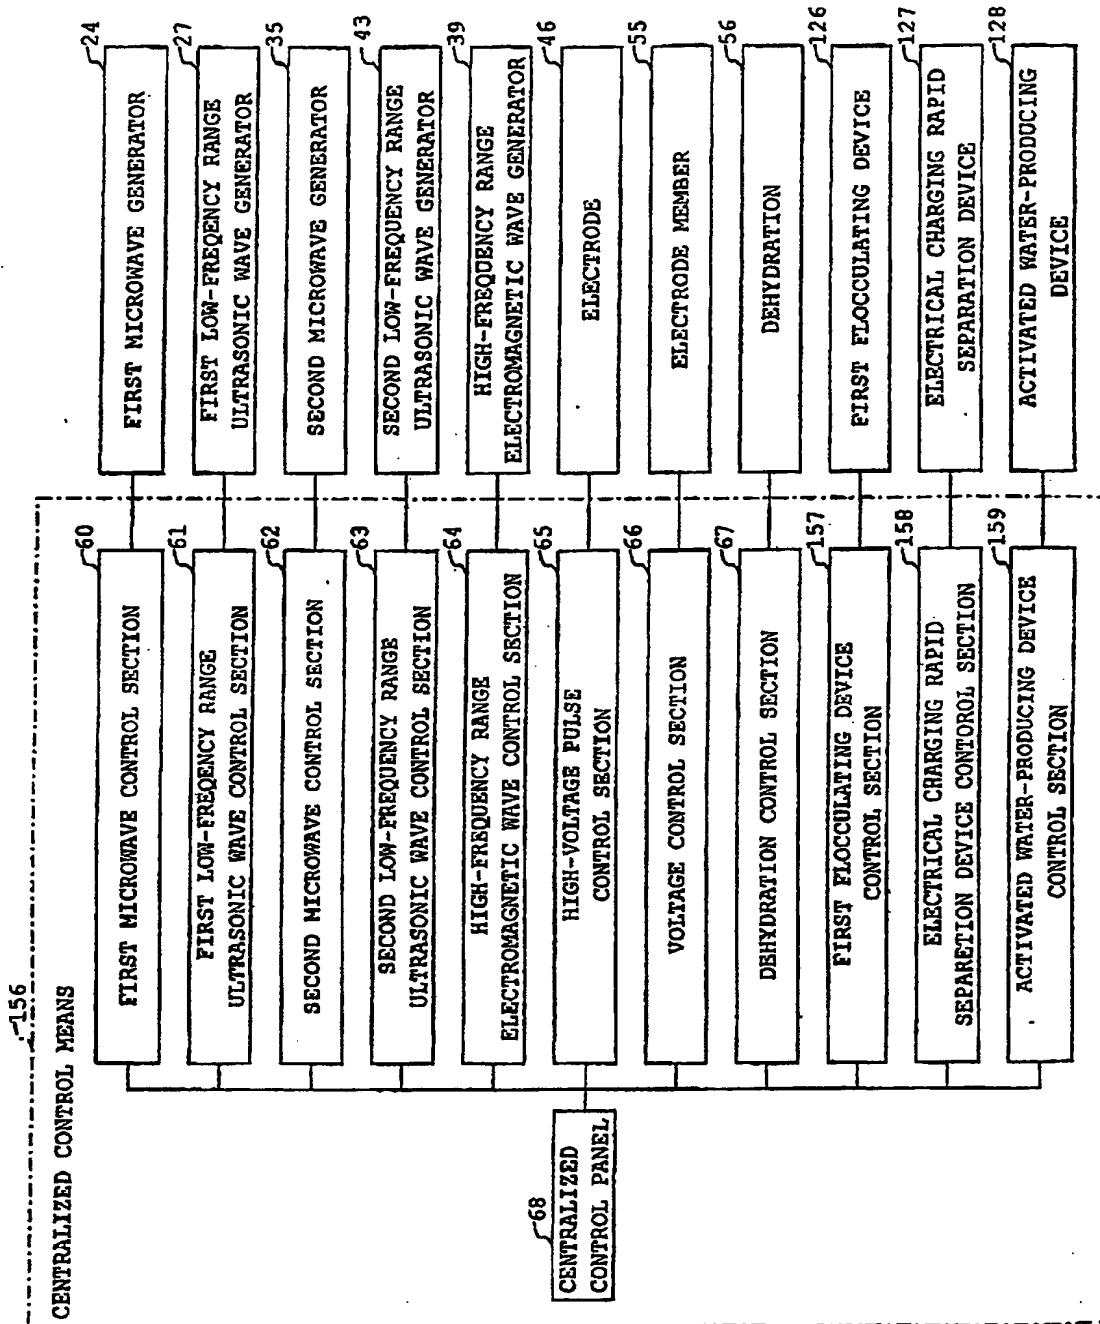 156
CENTRALIZED CONTROL MEANS
68
CENTRALIZED
CONTROL PANEL
60
FIRST MICROWAVE CONTROL SECTION
24
FIRST MICROWAVE GENERATOR
61
FIRST LOW-FREQENCY RANGE
ULTRASONIC WAVE CONTROL SECTION
27
FIRST LOW-FREQENCY RANGE
ULTRASONIC WAVE GENERATOR
62
SECOND MICROWAVE CONTROL SECTION
35
SECOND MICROWAVE GENERATOR
63
SECOND LOW-FREQUENCY RANGE
ULTRASONIC WAVE CONTROL SECTION
43
SECOND LOW-FREQUENCY RANGE
ULTRASONIC WAVE GENERATOR
64
HIGH-FREQUENCY RANGE
ELECTROMAGNETIC WAVE CONTROL SECTION
39
HIGH-FREQUENCY RANGE
ELECTROMAGNETIC WAVE GENERATOR
65
HIGH-VOLTAGE PULSE
CONTROL SECTION
46
ELECTRODE
66
VOLTAGE CONTROL SECTION
55
ELECTRODE MEMBER
67
DEHYDRATION CONTROL SECTION
56
DEHYDRATION
157
FIRST FLOCCULATING DEVICE
CONTROL SECTION
126
FIRST FLOCCULATING DEVICE
158
ELECTRICAL CHARGING RAPID
SEPARETION DEVICE CONTOROL SECTION
127
ELECTRICAL CHARGING RAPID
SEPARATION DEVICE
159
ACTIVATED WATER-PRODUCING DEVICE
CONTROL SECTION
128
ACTIVATED WATER-PRODUCING
DEVICE